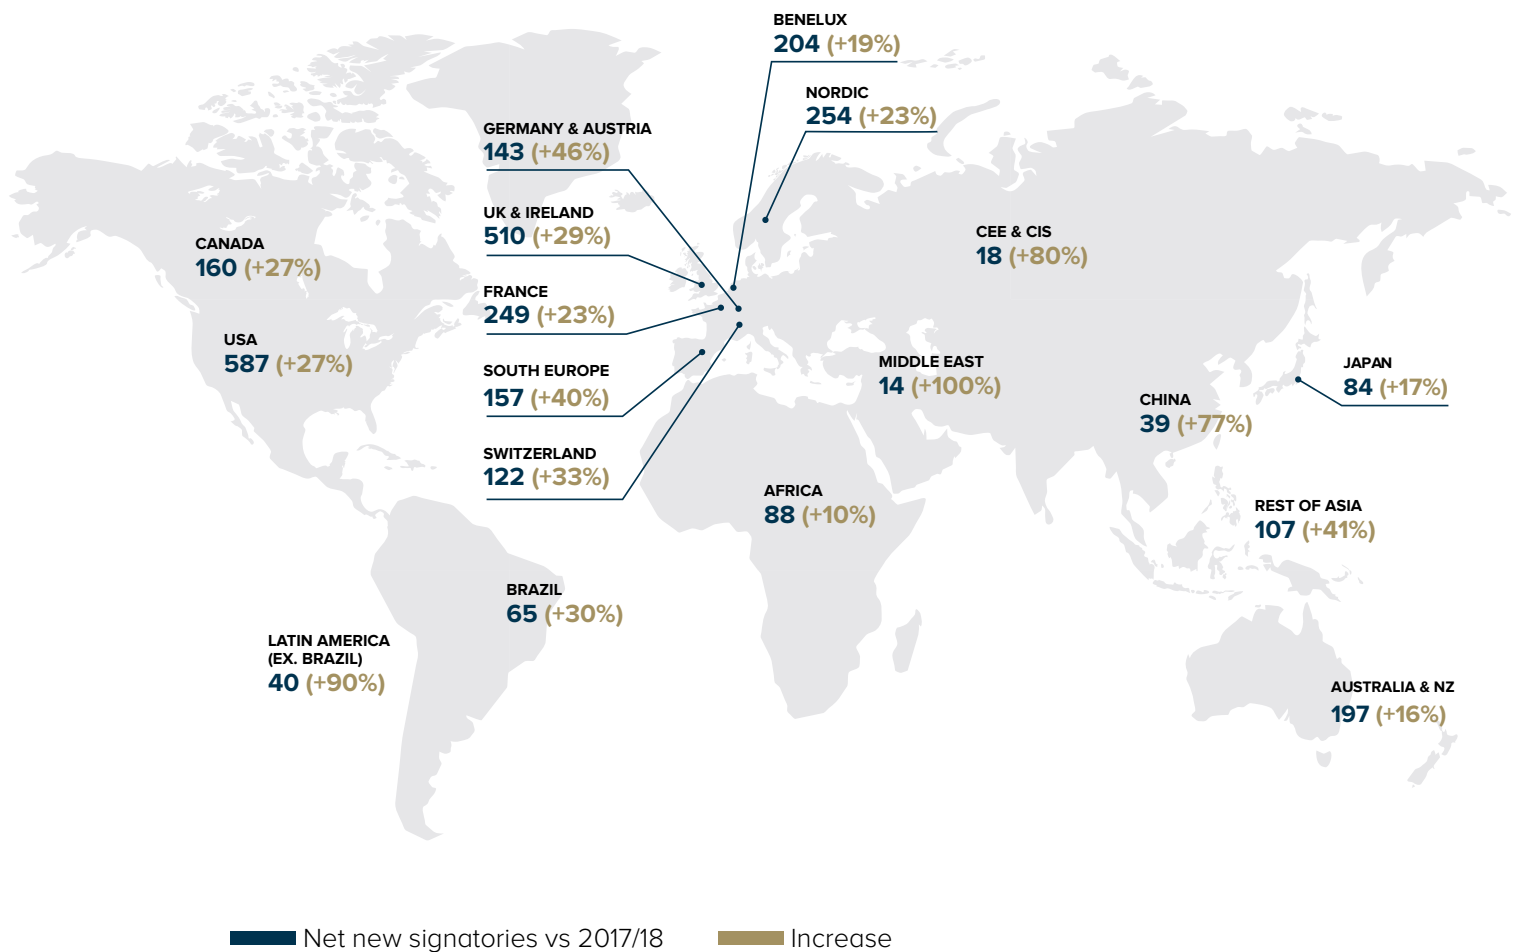 BENELUX
204 (+19%)
NORDIC
254 (+23%)
GERMANY & AUSTRIA
143 (+46%)
UK & IRELAND
510 (+29%)
CANADA
160 (+27%)
CEE & CIS
18 (+80%)
FRANCE
249 (+23%)
USA
587 (+27%)
SOUTH EUROPE
157 (+40%)
MIDDLE EAST
14 (+100%)
JAPAN
84 (+17%)
CHINA
39 (+77%)
SWITZERLAND
122 (+33%)
AFRICA
88 (+10%)
REST OF ASIA
107 (+41%)
BRAZIL
65 (+30%)
LATIN AMERICA
(EX. BRAZIL)
40 (+90%)
AUSTRALIA & NZ
197 (+16%)
Net new signatories vs 2017/18
Increase